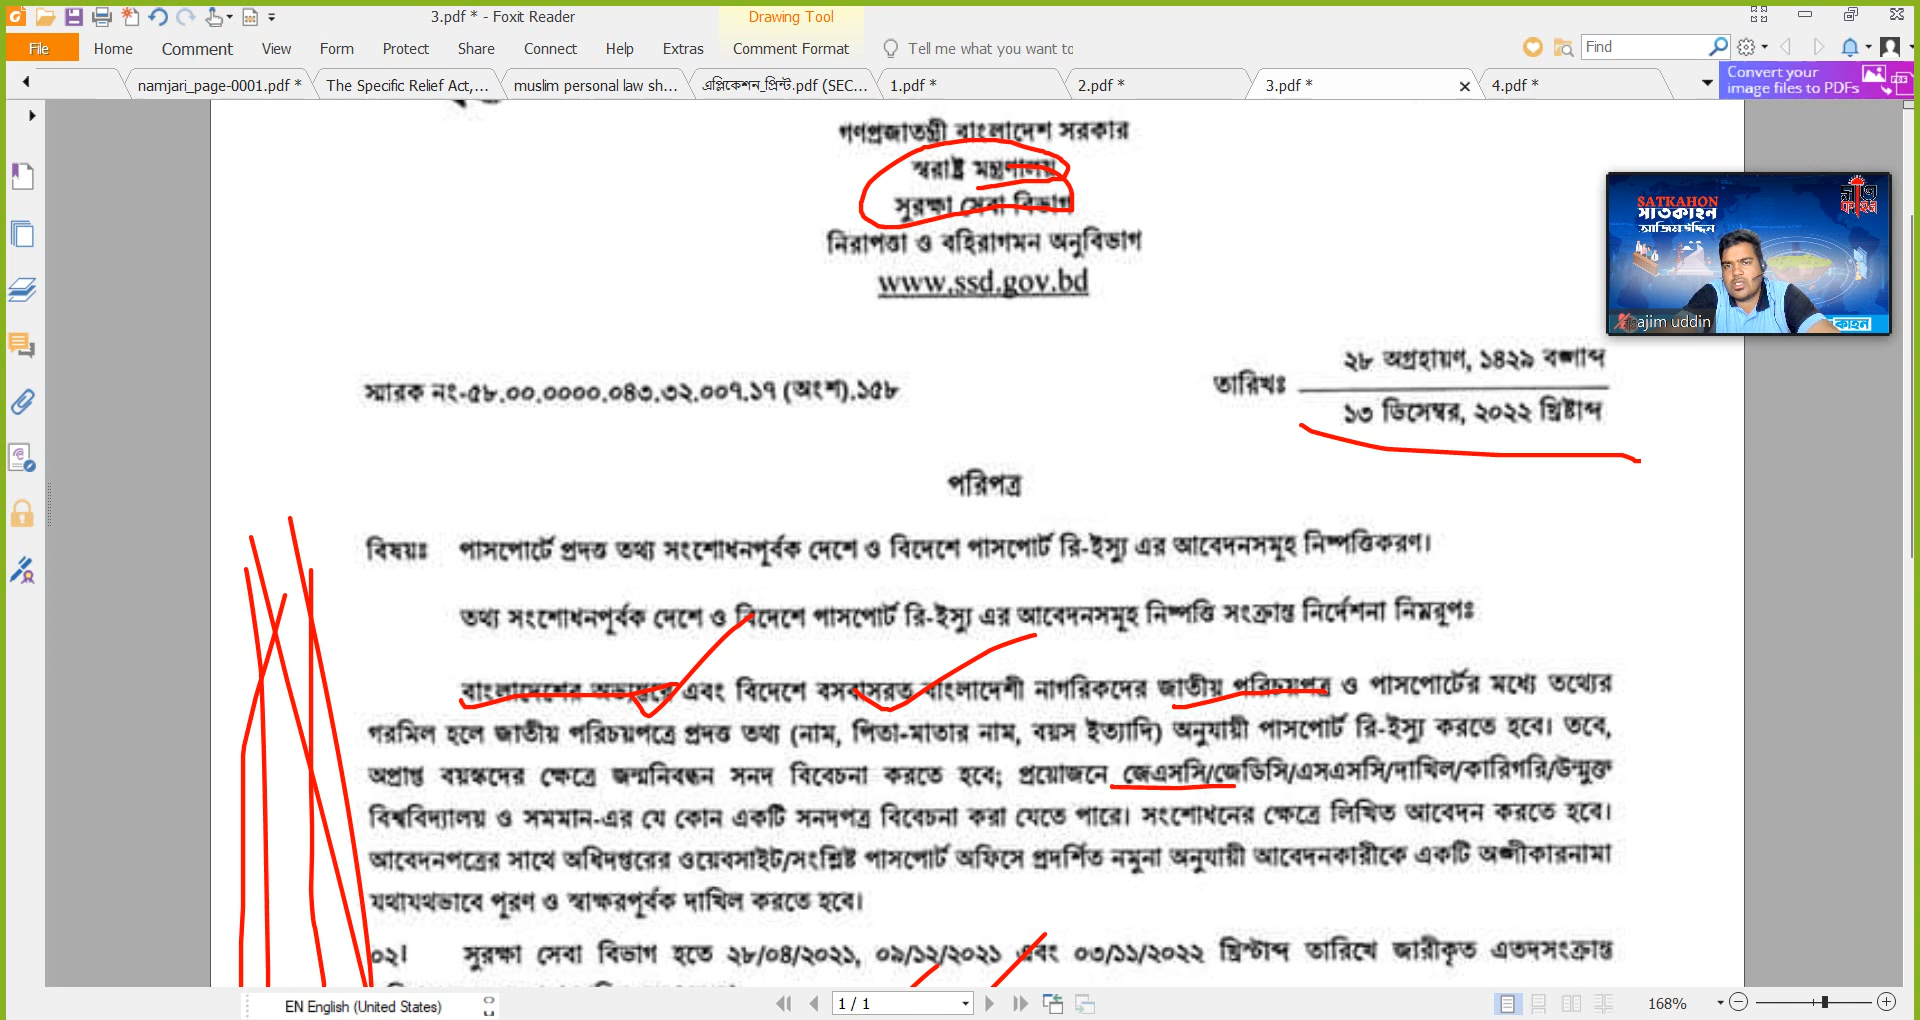 3.pdf * - Foxit Reader
Drawing Tool
File Home Comment View Form Protect Share Connect Help Extras Comment Format Tell me what you want to Find
namjari_page-0001.pdf * The Specific Relief Act,... muslim personal law sh... এপ্লিকেশন_প্রিন্ট.pdf (SEC... 1.pdf * 2.pdf * 3.pdf * 4.pdf *
Convert your
image files to PDFs
গণপ্রজাতন্ত্রী বাংলাদেশ সরকার
স্বরাষ্ট্র মন্ত্রণালয়
সুরক্ষা সেবা বিভাগ
নিরাপত্তা ও বহিরাগমন অনুবিভাগ
www.ssd.gov.bd
SATKAHON
সাতকাহন
আজিম উদ্দিন
ajim uddin
কাহন
স্মারক নং-৫৮.০০.০০০০.০৪৩.৩২.০০৭.১৭ (অংশ).১৫৮
তারিখঃ ২৮ অগ্রহায়ণ, ১৪২৯ বঙ্গাব্দ
১৩ ডিসেম্বর, ২০২২ খ্রিষ্টাব্দ
পরিপত্র
বিষয়ঃ পাসপোর্টে প্রদত্ত তথ্য সংশোধনপূর্বক দেশে ও বিদেশে পাসপোর্ট রি-ইস্যু এর আবেদনসমূহ নিষ্পত্তিকরণ।
তথ্য সংশোধনপূর্বক দেশে ও বিদেশে পাসপোর্ট রি-ইস্যু এর আবেদনসমূহ নিষ্পত্তি সংক্রান্ত নির্দেশনা নিম্নরূপঃ
বাংলাদেশের অভ্যন্তরে এবং বিদেশে বসবাসরত বাংলাদেশী নাগরিকদের জাতীয় পরিচয়পত্র ও পাসপোর্টের মধ্যে তথ্যের
গরমিল হলে জাতীয় পরিচয়পত্রে প্রদত্ত তথ্য (নাম, পিতা-মাতার নাম, বয়স ইত্যাদি) অনুযায়ী পাসপোর্ট রি-ইস্যু করতে হবে। তবে,
অপ্রাপ্ত বয়স্কদের ক্ষেত্রে জন্মনিবন্ধন সনদ বিবেচনা করতে হবে; প্রয়োজনে জেএসসি/জেডিসি/এসএসসি/দাখিল/কারিগরি/উন্মুক্ত
বিশ্ববিদ্যালয় ও সমমান-এর যে কোন একটি সনদপত্র বিবেচনা করা যেতে পারে। সংশোধনের ক্ষেত্রে লিখিত আবেদন করতে হবে।
আবেদনপত্রের সাথে অধিদপ্তরের ওয়েবসাইট/সংশ্লিষ্ট পাসপোর্ট অফিসে প্রদর্শিত নমুনা অনুযায়ী আবেদনকারীকে একটি অঙ্গীকারনামা
যথাযথভাবে পূরণ ও স্বাক্ষরপূর্বক দাখিল করতে হবে।
০২। সুরক্ষা সেবা বিভাগ হতে ২৮/০৪/২০২১, ০৯/১২/২০২১ এবং ০৩/১১/২০২২ খ্রিস্টাব্দ তারিখে জারীকৃত এতদসংক্রান্ত
EN English (United States)
1 / 1
168%